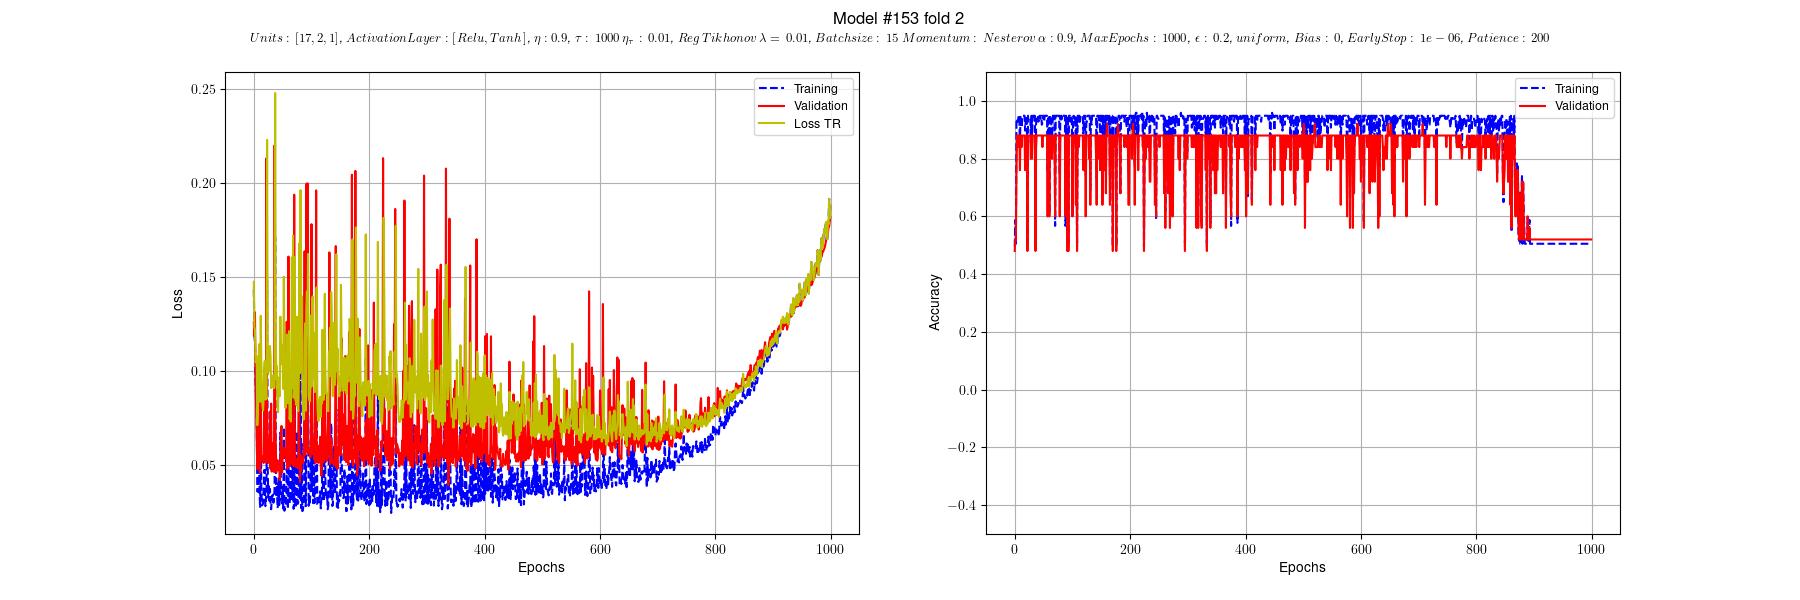 Model #153 fold 2
Units : [17, 2, 1], ActivationLayer : [Relu, Tanh], η : 0.9, τ : 1000 ητ : 0.01, Reg Tikhonov λ = 0.01, Batchsize : 15 Momentum : Nesterov α : 0.9, MaxEpochs : 1000, ϵ : 0.2, uniform, Bias : 0, EarlyStop : 1e − 06, Patience : 200
Loss
0.25
0.20
0.15
0.10
0.05
Training
Validation
Loss TR
0 200 400 600 800 1000
Epochs
Accuracy
1.0
0.8
0.6
0.4
0.2
0.0
−0.2
−0.4
Training
Validation
0 200 400 600 800 1000
Epochs